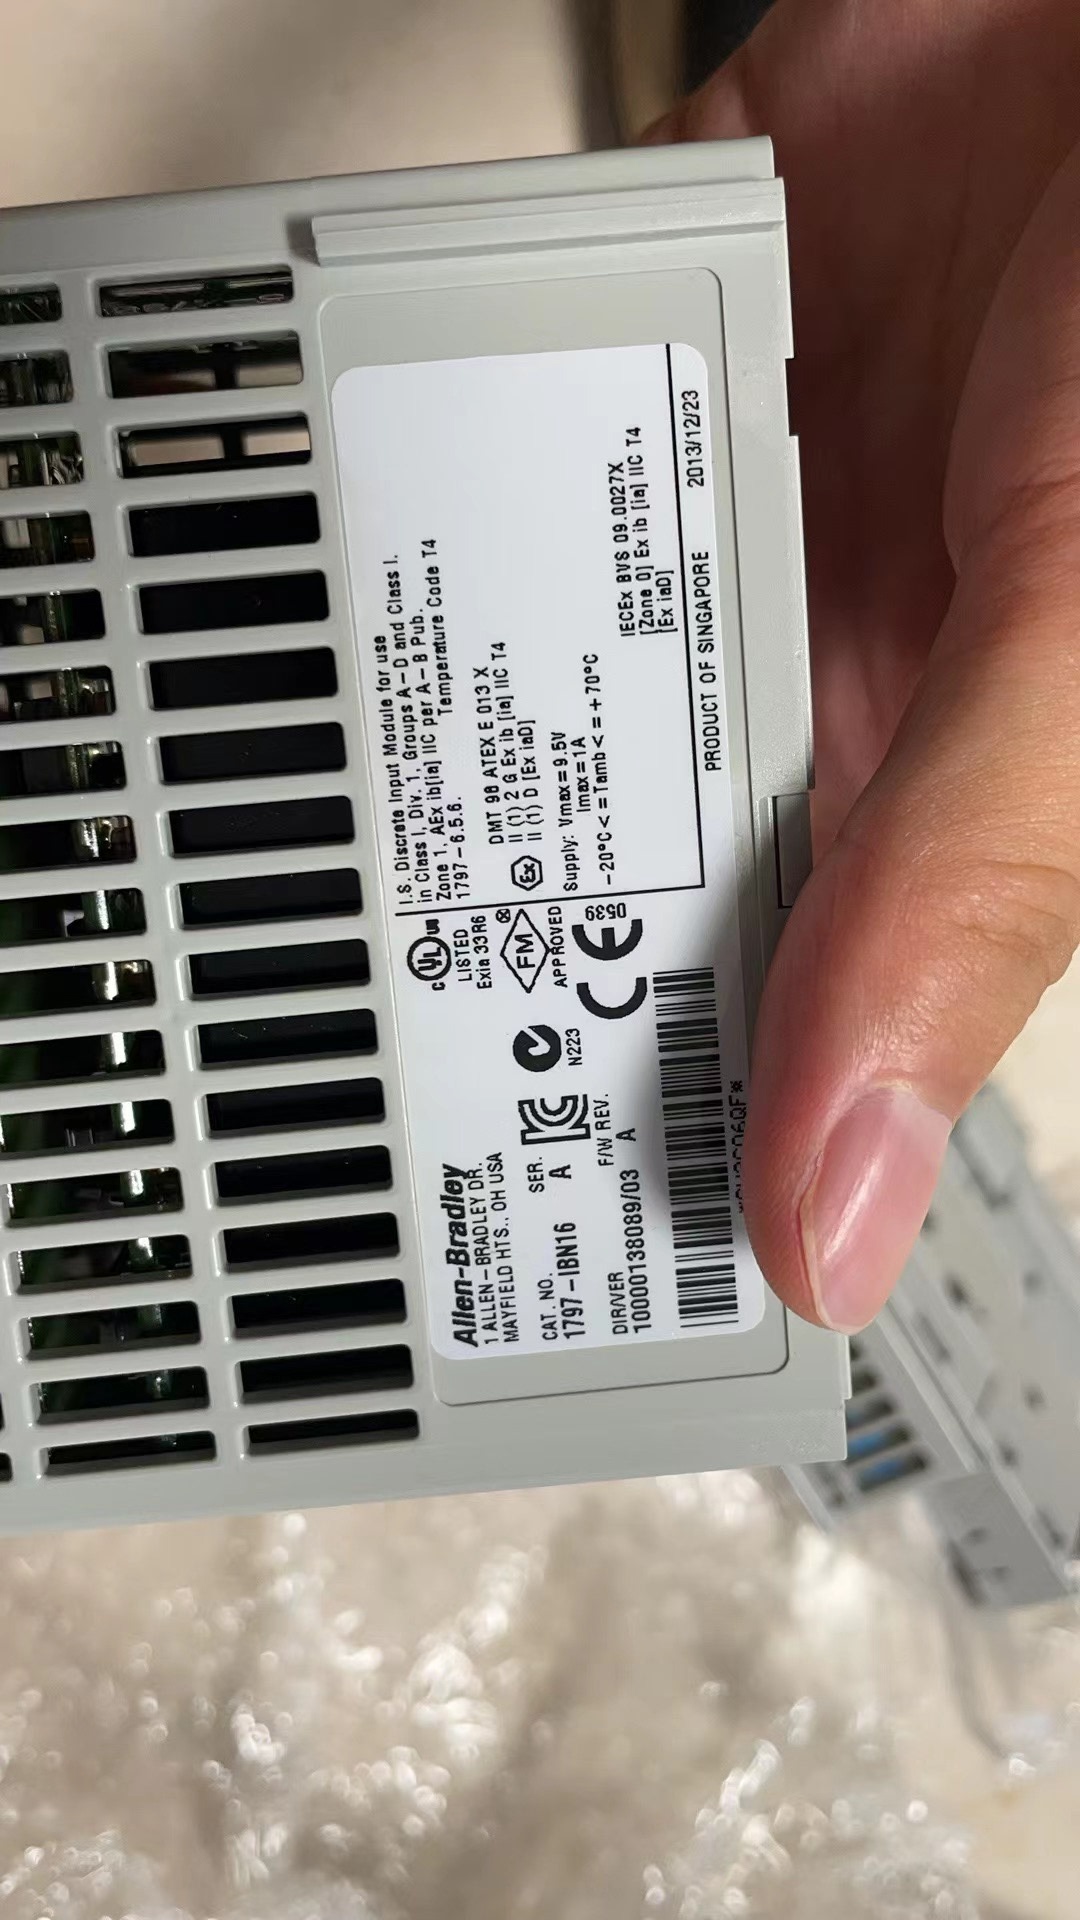 Allen-Bradley
1 ALLEN-BRADLEY DR.
MAYFIELD HTS., OH USA
CAT. NO.
SER.
1797-IBN16
A
DIR/VER
F/W REV.
10000138089/03
A
N223
c UL us
LISTED
Exia 33R6
FM
APPROVED
CE
0539
I.S. Discrete Input Module for use
in Class I, Div. 1, Groups A-D and Class I.
Zone 1, AEx ib[ia] IIC per A-B Pub.
1797-6.5.6. Temperature Code T4
DMT 98 ATEX E 013 X
Ex II (1) 2 G Ex ib [ia] IIC T4
II (1) D [Ex iaD]
Supply: Vmax=9.5V
Imax=1A
-20°C<=Tamb<=+70°C
IECEx BVS 09.0027X
[Zone 0] Ex ib [ia] IIC T4
[Ex iaD]
PRODUCT OF SINGAPORE 2013/12/23